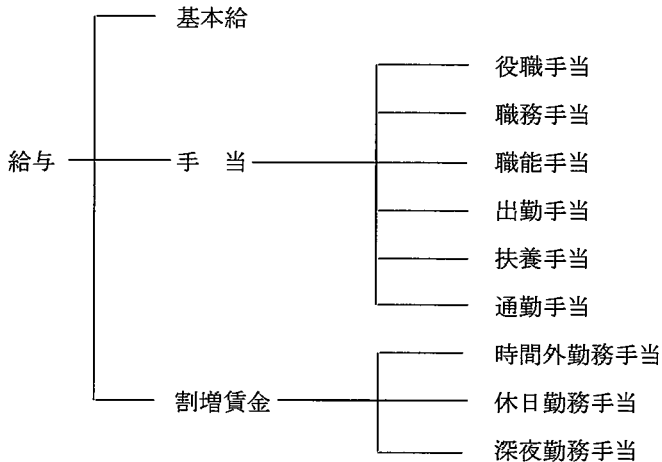 基本給
役職手当
職務手当
給与
手　当
職能手当
出勤手当
扶養手当
通勤手当
時間外勤務手当
割増賃金
休日勤務手当
深夜勤務手当